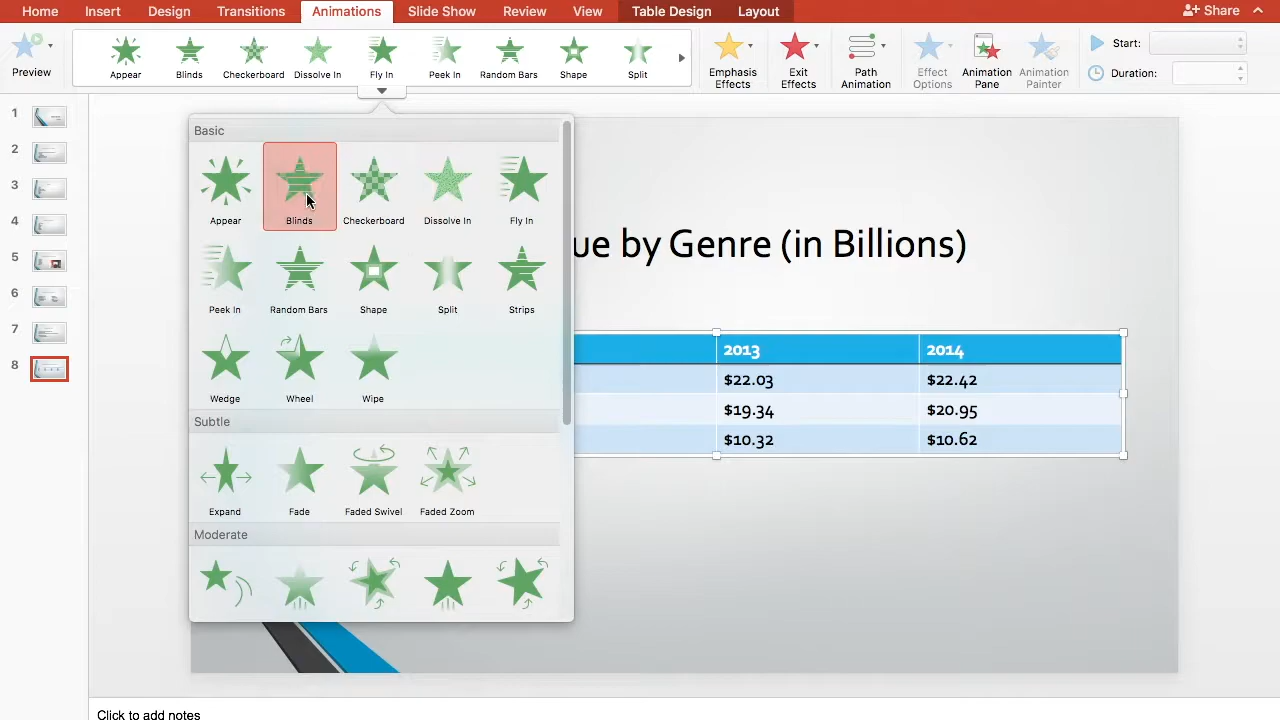 Home Insert Design Transitions Animations Slide Show Review View Table Design Layout Share
Preview
Appear Blinds Checkerboard Dissolve In Fly In Peek In Random Bars Shape Split
Emphasis Effects
Exit Effects
Path Animation
Effect Options
Animation Pane
Animation Painter
Start:
Duration:
1
2
3
4
5
6
7
8
Basic
Appear Blinds Checkerboard Dissolve In Fly In
Peek In Random Bars Shape Split Strips
Wedge Wheel Wipe
Subtle
Expand Fade Faded Swivel Faded Zoom
Moderate
by Genre (in Billions)
2013 2014
$22.03 $22.42
$19.34 $20.95
$10.32 $10.62
Click to add notes